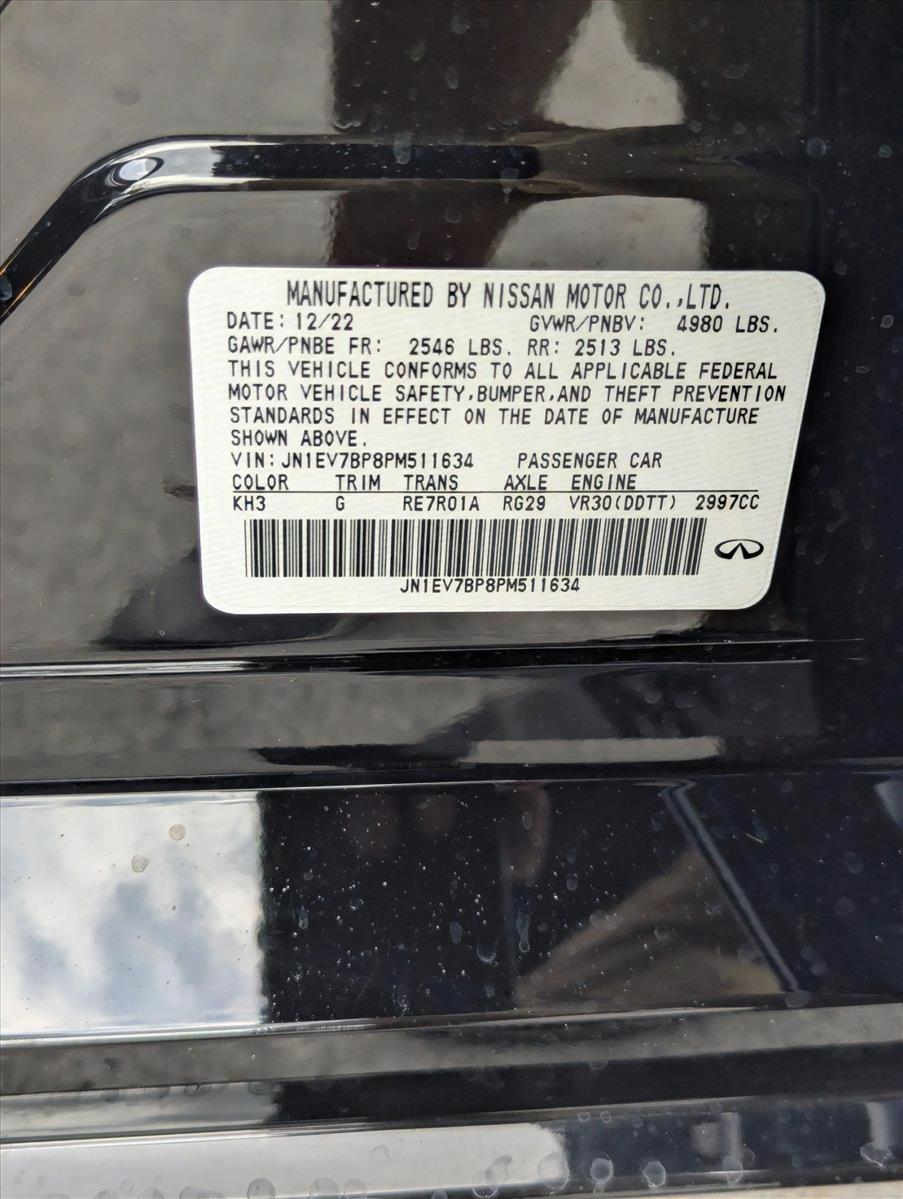 MANUFACTURED BY NISSAN MOTOR CO.,LTD.
DATE: 12/22 GVWR/PNBV: 4980 LBS.
GAWR/PNBE FR: 2546 LBS. RR: 2513 LBS.
THIS VEHICLE CONFORMS TO ALL APPLICABLE FEDERAL
MOTOR VEHICLE SAFETY,BUMPER,AND THEFT PREVENTION
STANDARDS IN EFFECT ON THE DATE OF MANUFACTURE
SHOWN ABOVE.
VIN: JN1EV7BP8PM511634 PASSENGER CAR
COLOR TRIM TRANS AXLE ENGINE
KH3 G RE7R01A RG29 VR30(DDTT) 2997CC
JN1EV7BP8PM511634